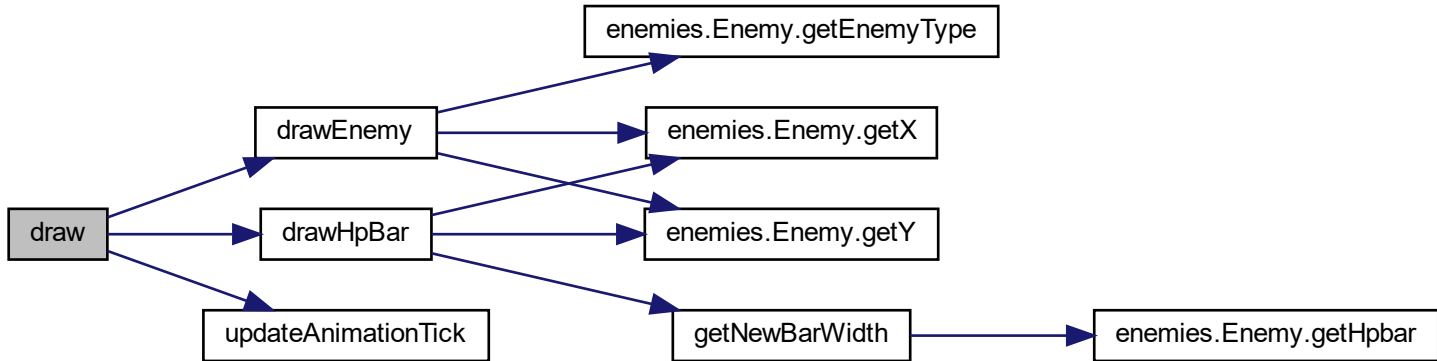 enemies.Enemy.getEnemyType
drawEnemy
enemies.Enemy.getX
draw
drawHpBar
enemies.Enemy.getY
updateAnimationTick
getNewBarWidth
enemies.Enemy.getHpbar